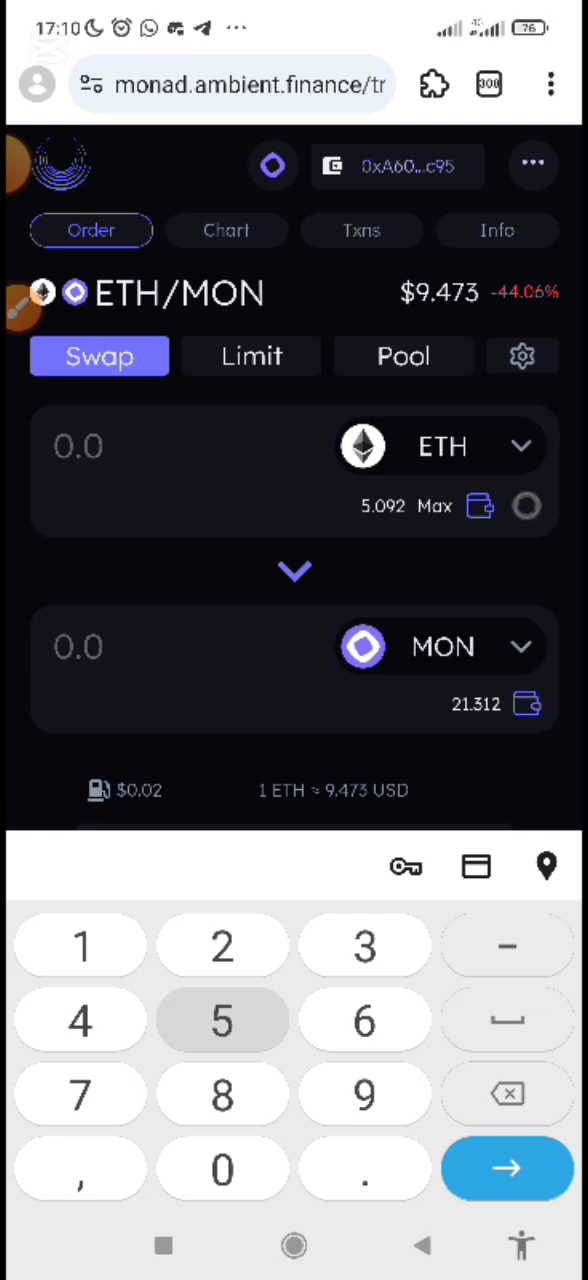 17:10
4G
76
monad.ambient.finance/tr
300
0xA60...c95
Order Chart Txns Info
ETH/MON $9.473 -44.06%
Swap Limit Pool
0.0 ETH
5.092 Max
0.0 MON
21.312
$0.02 1 ETH ≈ 9.473 USD
1 2 3 -
4 5 6
7 8 9
, 0 .